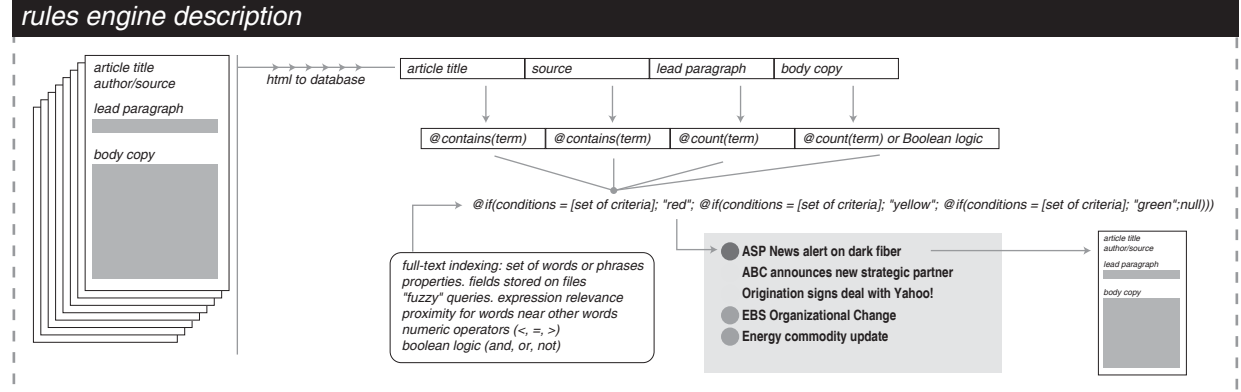 rules engine description
article title
author/source
lead paragraph
body copy
html to database
article title source lead paragraph body copy
@contains(term) @contains(term) @count(term) @count(term) or Boolean logic
@if(conditions = [set of criteria]; "red"; @if(conditions = [set of criteria]; "yellow"; @if(conditions = [set of criteria]; "green";null)))
full-text indexing: set of words or phrases
properties. fields stored on files
"fuzzy" queries. expression relevance
proximity for words near other words
numeric operators (<, =, >)
boolean logic (and, or, not)
ASP News alert on dark fiber
ABC announces new strategic partner
Origination signs deal with Yahoo!
EBS Organizational Change
Energy commodity update
article title
author/source
lead paragraph
body copy